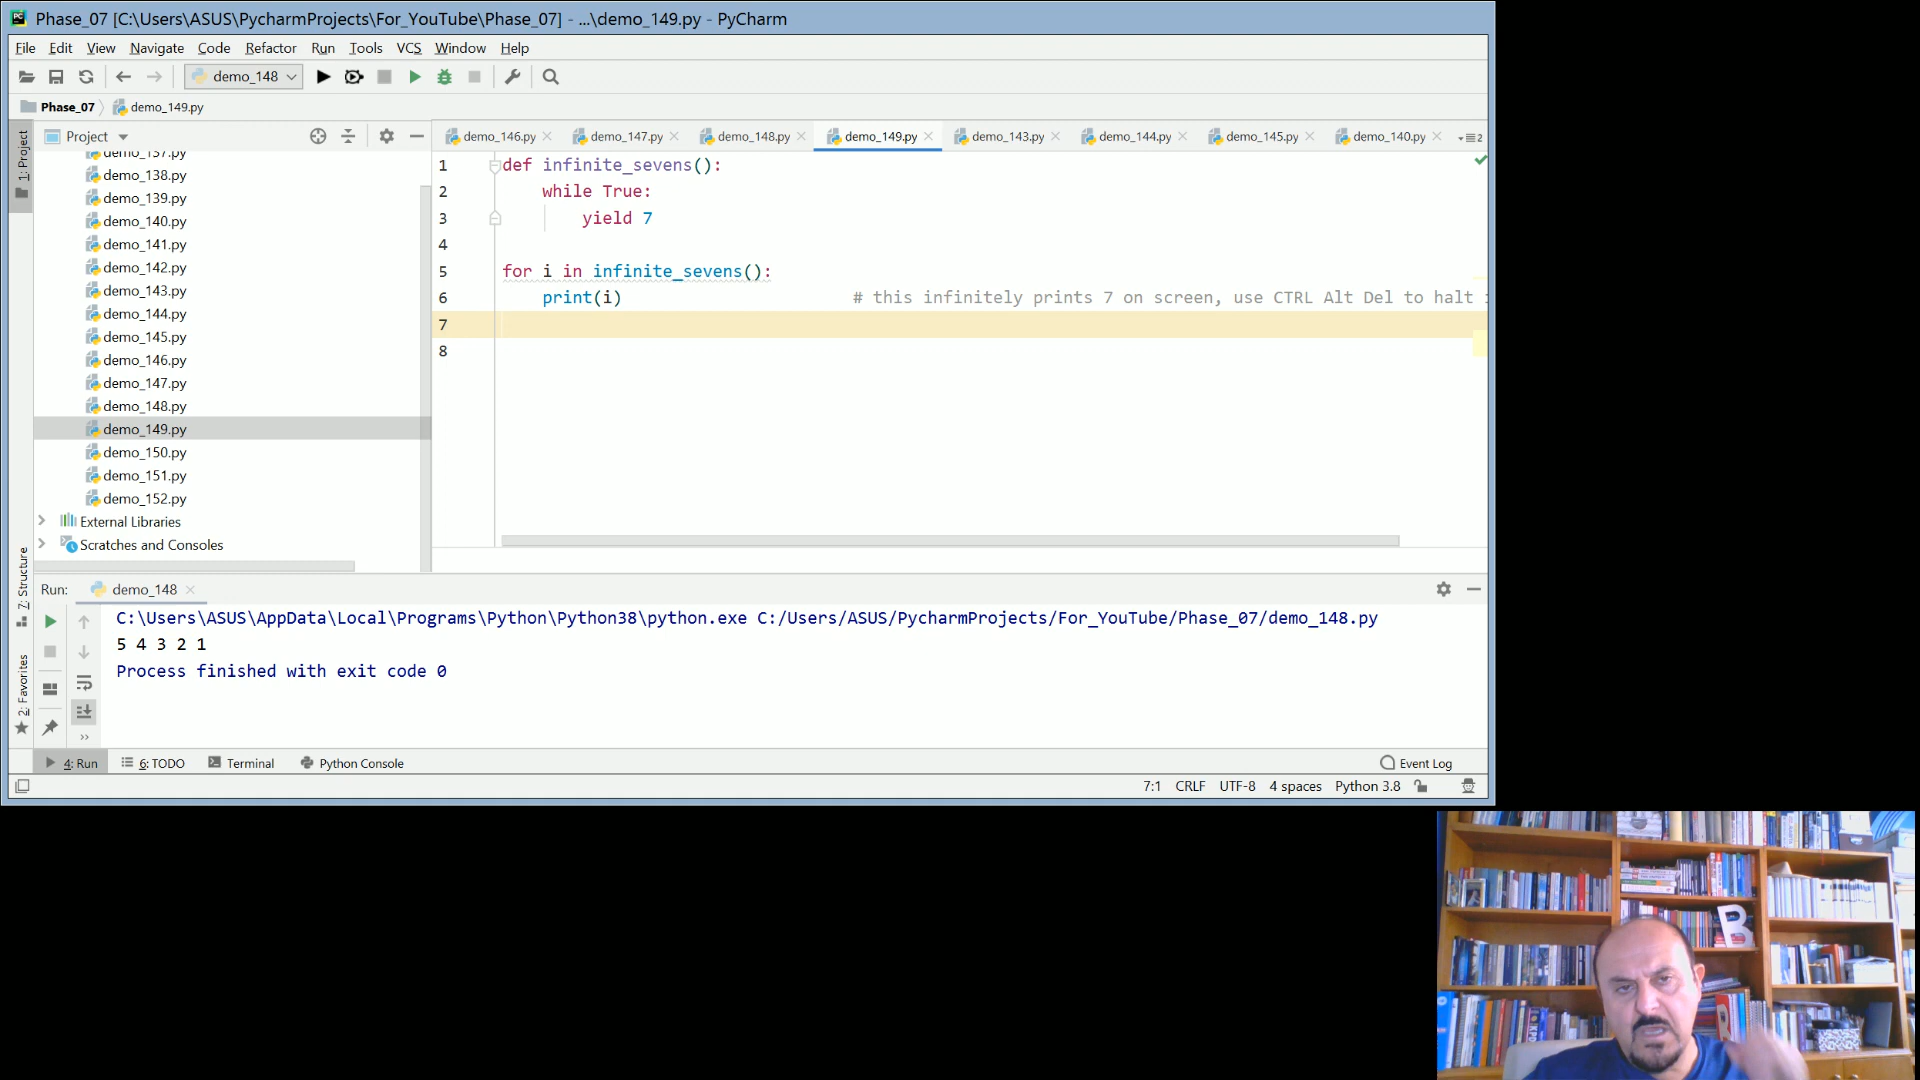 Phase_07 [C:\Users\ASUS\PycharmProjects\For_YouTube\Phase_07] - ...\demo_149.py - PyCharm
File Edit View Navigate Code Refactor Run Tools VCS Window Help
demo_148
Phase_07 demo_149.py
1: Project
Project
demo_146.py demo_147.py demo_148.py demo_149.py demo_143.py demo_144.py demo_145.py demo_140.py 2
demo_137.py
demo_138.py
demo_139.py
demo_140.py
demo_141.py
demo_142.py
demo_143.py
demo_144.py
demo_145.py
demo_146.py
demo_147.py
demo_148.py
demo_149.py
demo_150.py
demo_151.py
demo_152.py
External Libraries
Scratches and Consoles
1 def infinite_sevens():
2 while True:
3 yield 7
4
5 for i in infinite_sevens():
6 print(i) # this infinitely prints 7 on screen, use CTRL Alt Del to halt
7
8
7: Structure
2: Favorites
Run: demo_148
C:\Users\ASUS\AppData\Local\Programs\Python\Python38\python.exe C:/Users/ASUS/PycharmProjects/For_YouTube/Phase_07/demo_148.py
5 4 3 2 1
Process finished with exit code 0
4: Run 6: TODO Terminal Python Console Event Log
7:1 CRLF UTF-8 4 spaces Python 3.8
B